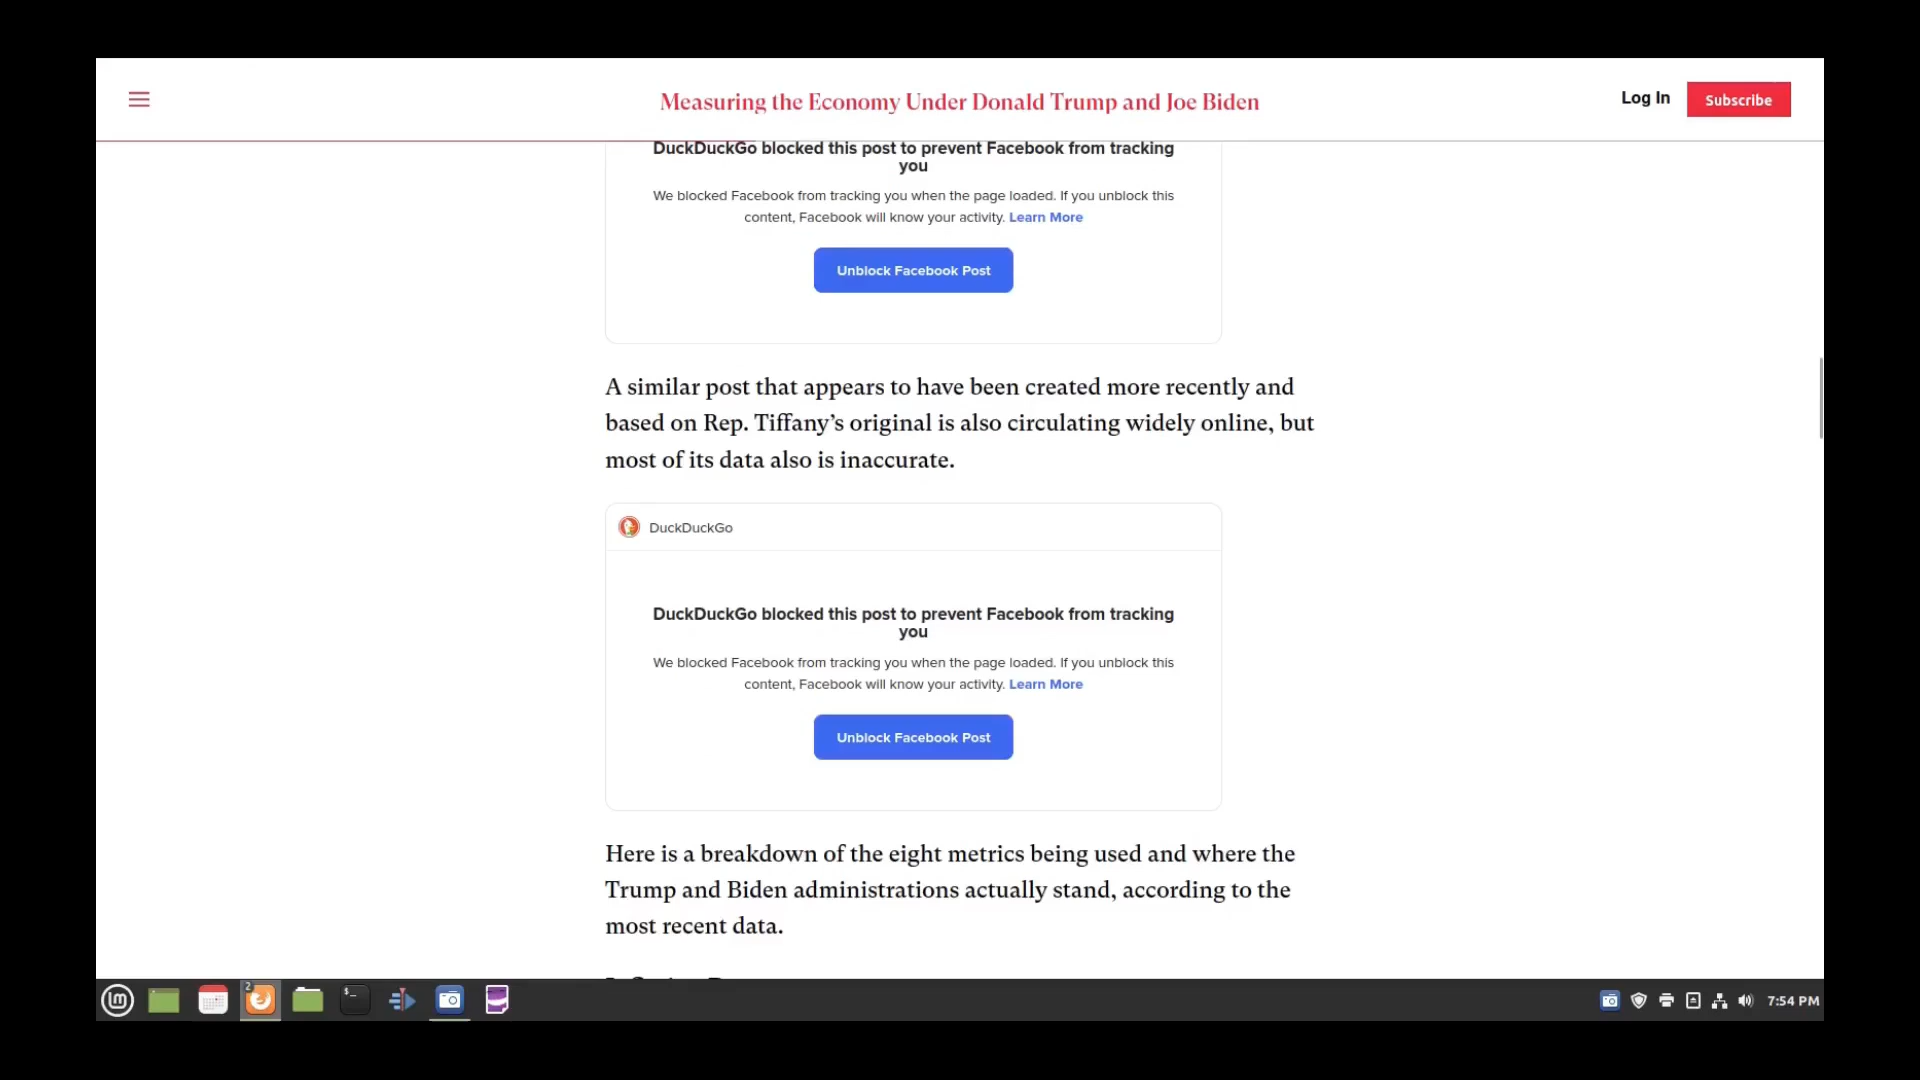 Measuring the Economy Under Donald Trump and Joe Biden
Log In
Subscribe
DuckDuckGo blocked this post to prevent Facebook from tracking
you
We blocked Facebook from tracking you when the page loaded. If you unblock this
content, Facebook will know your activity. Learn More
Unblock Facebook Post
A similar post that appears to have been created more recently and
based on Rep. Tiffany’s original is also circulating widely online, but
most of its data also is inaccurate.
DuckDuckGo
DuckDuckGo blocked this post to prevent Facebook from tracking
you
We blocked Facebook from tracking you when the page loaded. If you unblock this
content, Facebook will know your activity. Learn More
Unblock Facebook Post
Here is a breakdown of the eight metrics being used and where the
Trump and Biden administrations actually stand, according to the
most recent data.
2
$_
7:54 PM